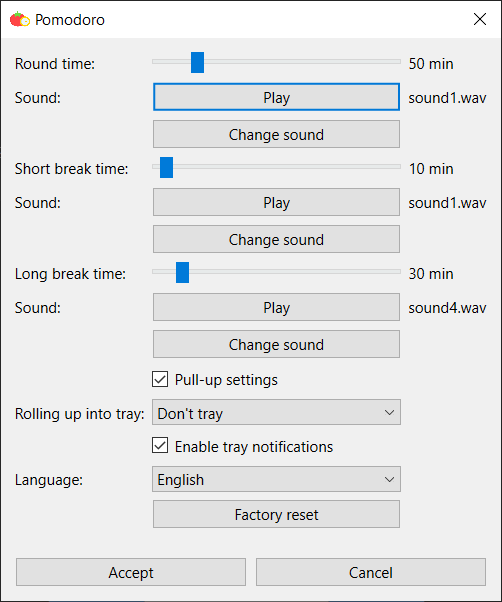 Pomodoro
Round time: 50 min
Sound: Play sound1.wav
Change sound
Short break time: 10 min
Sound: Play sound1.wav
Change sound
Long break time: 30 min
Sound: Play sound4.wav
Change sound
Pull-up settings
Rolling up into tray: Don't tray
Enable tray notifications
Language: English
Factory reset
Accept Cancel